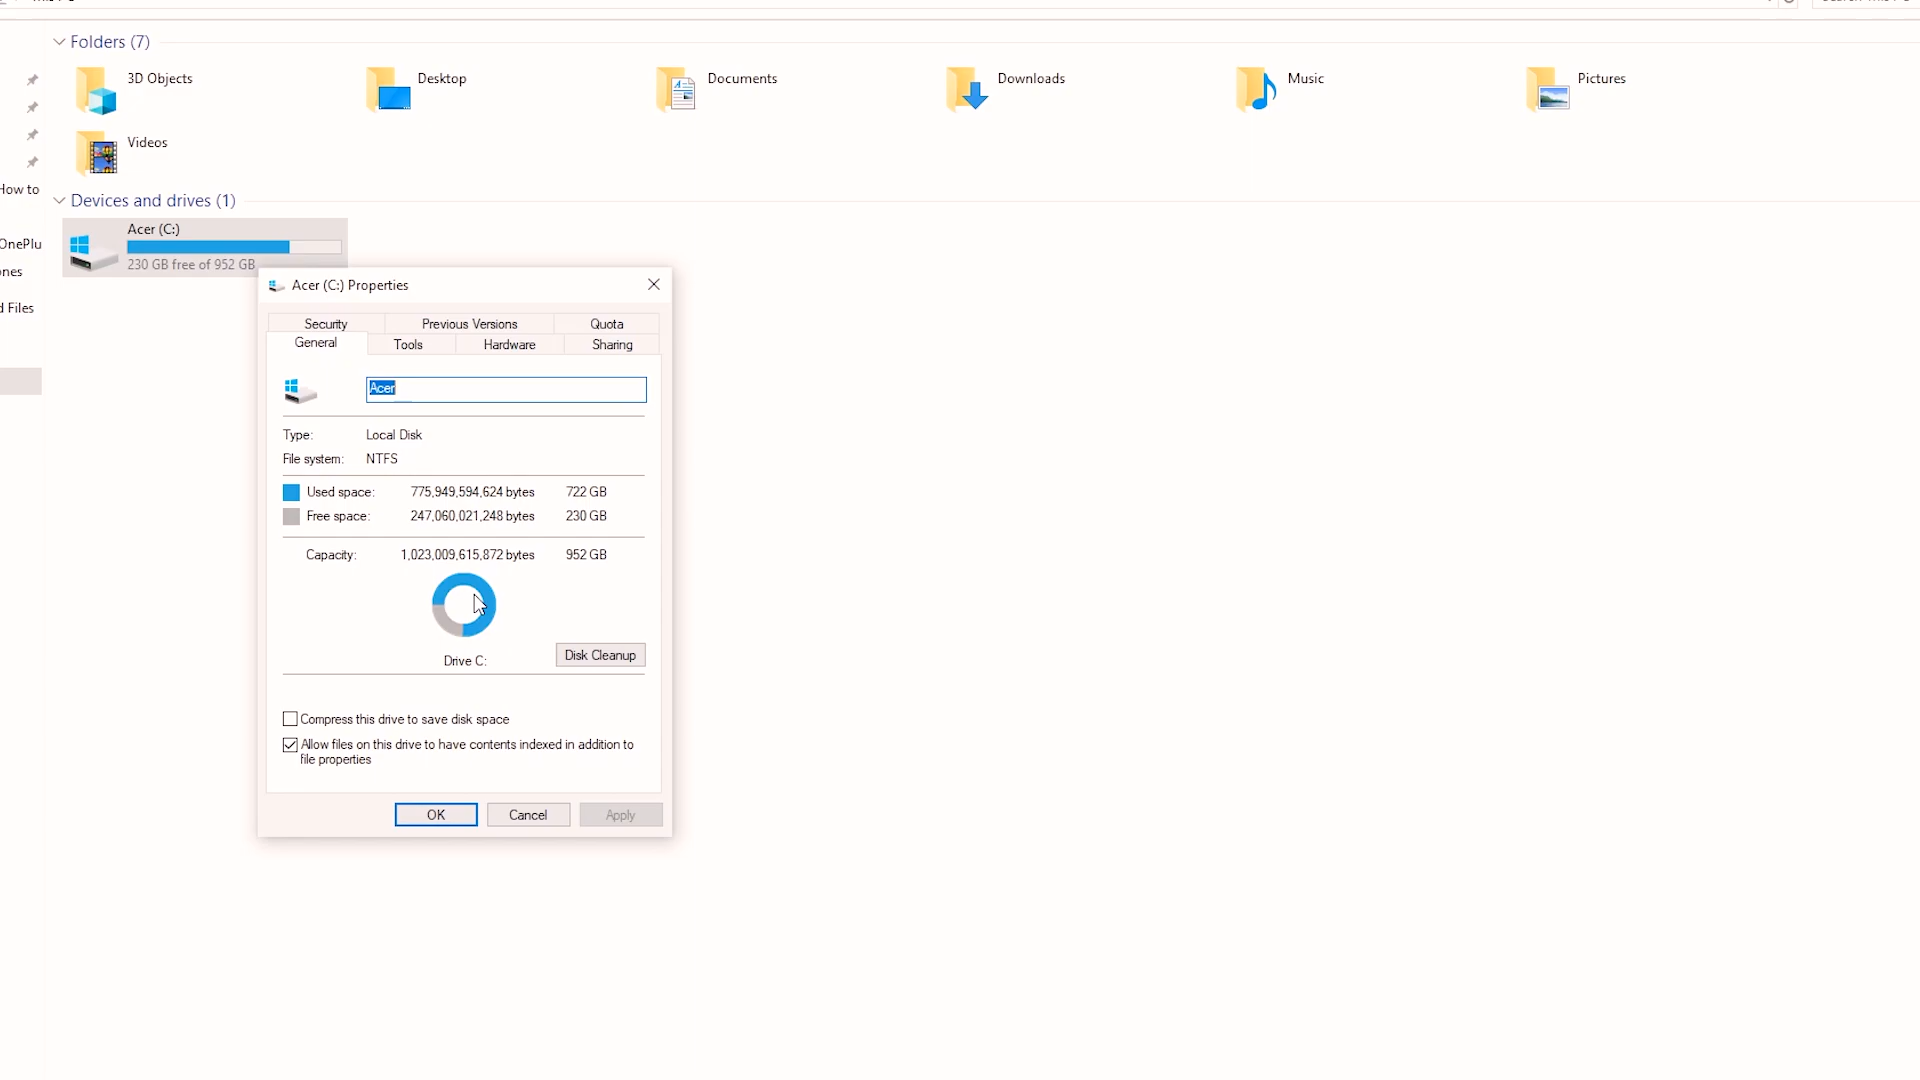 Folders (7)
3D Objects
Desktop
Documents
Downloads
Music
Pictures
Videos
How to
Devices and drives (1)
Acer (C:)
230 GB free of 952 GB
OnePlu
nes
d Files
Acer (C:) Properties
Security
Previous Versions
Quota
General
Tools
Hardware
Sharing
Acer
Type: Local Disk
File system: NTFS
Used space: 775,949,594,624 bytes 722 GB
Free space: 247,060,021,248 bytes 230 GB
Capacity: 1,023,009,615,872 bytes 952 GB
Drive C:
Disk Cleanup
Compress this drive to save disk space
Allow files on this drive to have contents indexed in addition to
file properties
OK
Cancel
Apply